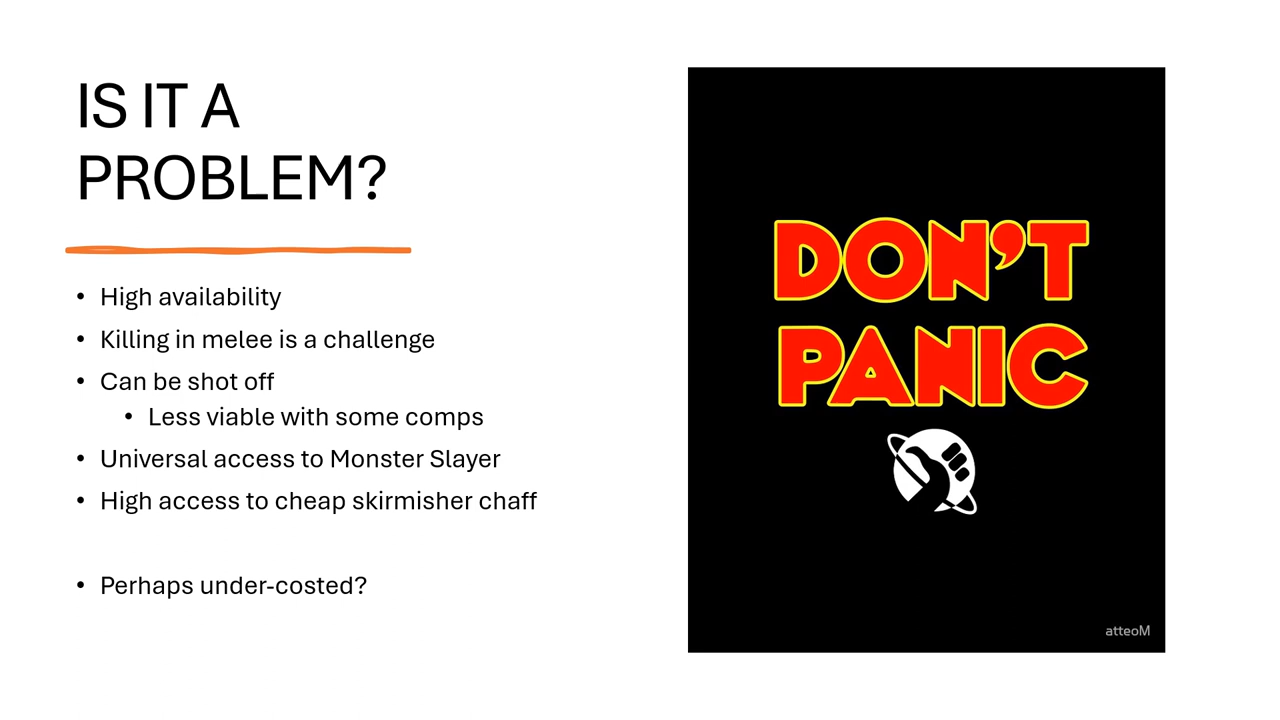 IS IT A
PROBLEM?
• High availability
• Killing in melee is a challenge
• Can be shot off
• Less viable with some comps
• Universal access to Monster Slayer
• High access to cheap skirmisher chaff
• Perhaps under-costed?
DON'T
PANIC
atteoM